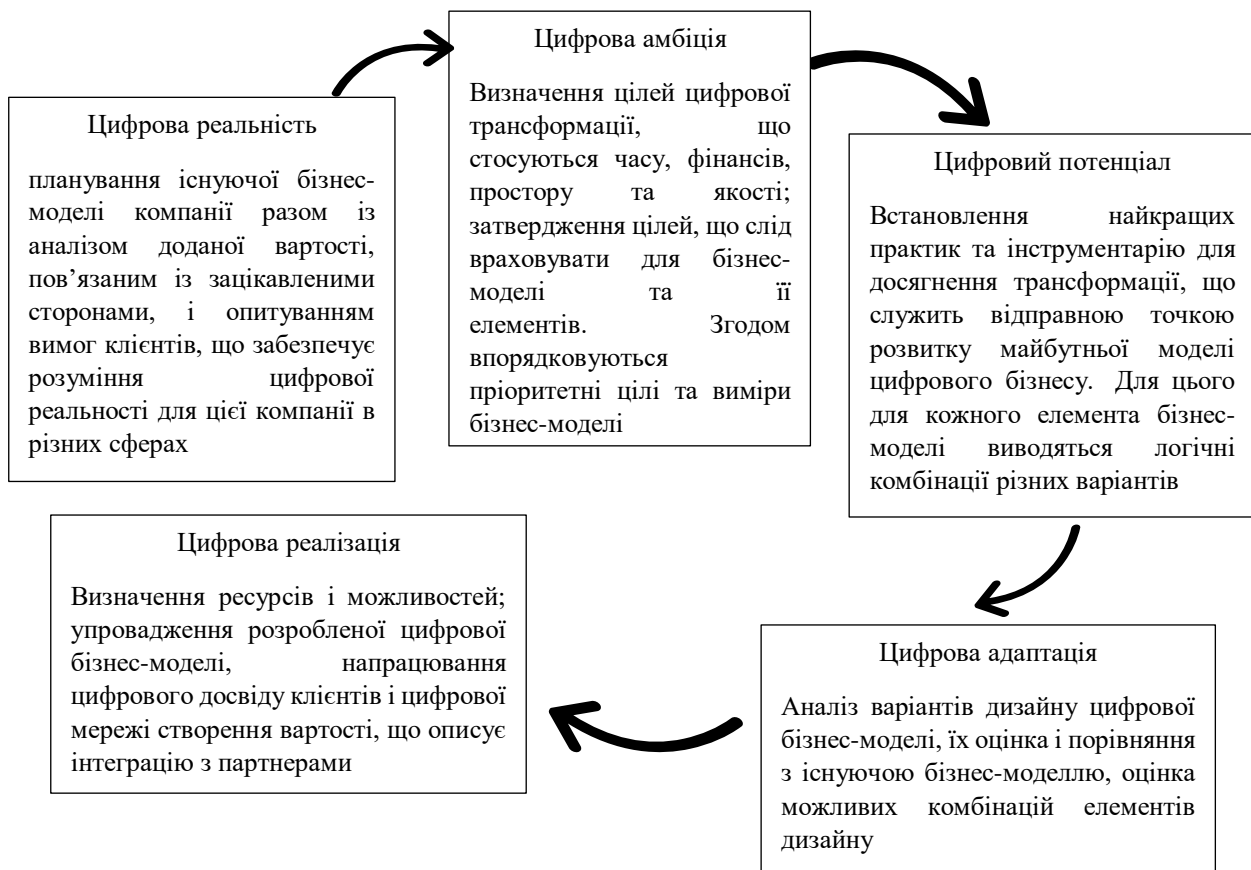 Цифрова реальність
планування існуючої бізнес-
моделі компанії разом із
аналізом доданої вартості,
пов’язаним із зацікавленими
сторонами, і опитуванням
вимог клієнтів, що забезпечує
розуміння цифрової
реальності для цієї компанії в
різних сферах
Цифрова амбіція
Визначення цілей цифрової
трансформації, що
стосуються часу, фінансів,
простору та якості;
затвердження цілей, що слід
враховувати для бізнес-
моделі та її
елементів. Згодом
впорядковуються
пріоритетні цілі та виміри
бізнес-моделі
Цифровий потенціал
Встановлення найкращих
практик та інструментарію для
досягнення трансформації, що
служить відправною точкою
розвитку майбутньої моделі
цифрового бізнесу. Для цього
для кожного елемента бізнес-
моделі виводяться логічні
комбінації різних варіантів
Цифрова адаптація
Аналіз варіантів дизайну цифрової
бізнес-моделі, їх оцінка і порівняння
з існуючою бізнес-моделлю, оцінка
можливих комбінацій елементів
дизайну
Цифрова реалізація
Визначення ресурсів і можливостей;
упровадження розробленої цифрової
бізнес-моделі, напрацювання
цифрового досвіду клієнтів і цифрової
мережі створення вартості, що описує
інтеграцію з партнерами